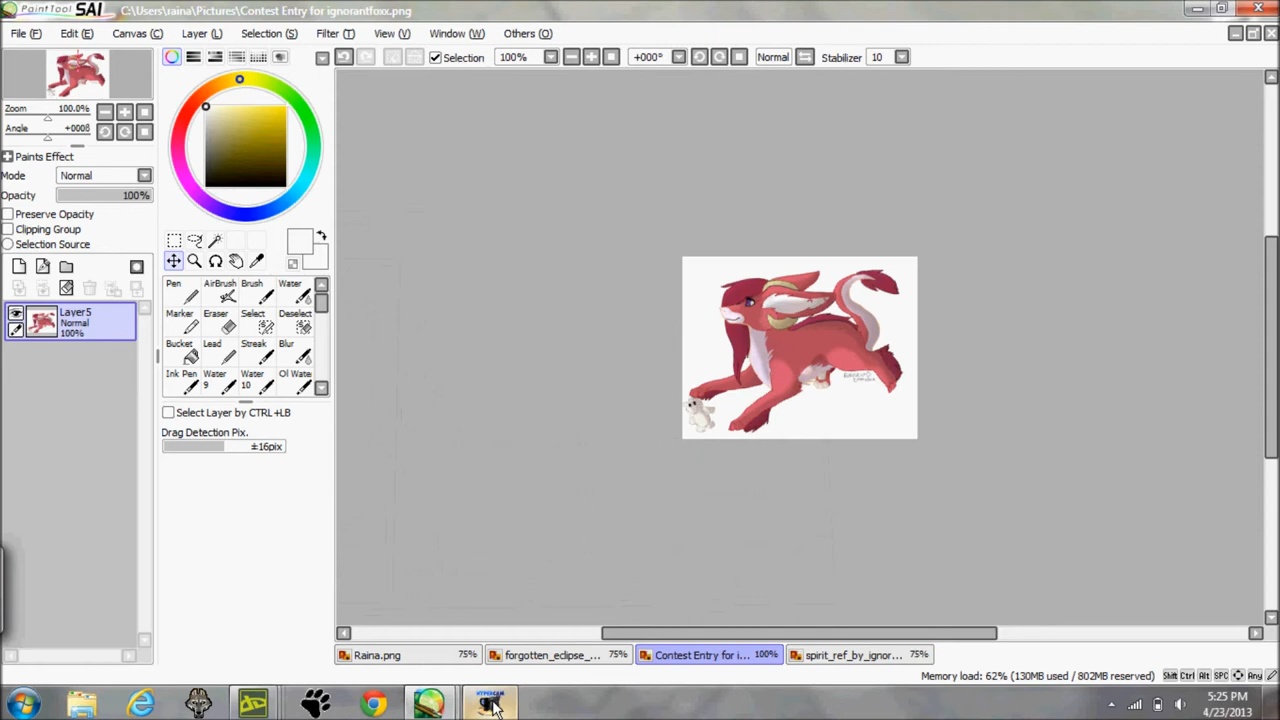 PaintTool SAI C:\Users\raina\Pictures\Contest Entry for ignorantfoxx.png
File (F) Edit (E) Canvas (C) Layer (L) Selection (S) Filter (T) View (V) Window (W) Others (O)
Selection 100% +000° Normal Stabilizer 10
Zoom 100.0%
Angle
Paints Effect
Mode Normal
Opacity 100%
Preserve Opacity
Clipping Group
Selection Source
Layer5
Normal
100%
Pen AirBrush Brush Water
Marker Eraser Select Deselect
Bucket Lead Streak Blur
Ink Pen Water Water Ol Wate
9 10
Select Layer by CTRL+LB
Drag Detection Pix.
±16pix
Raina.png 75% forgotten_eclipse_... 75% Contest Entry for i... 100% spirit_ref_by_ignor... 75%
Memory load: 62% (130MB used / 802MB reserved) Shift Ctrl Alt SPC Any
HYPERCAM
5:25 PM
4/23/2013